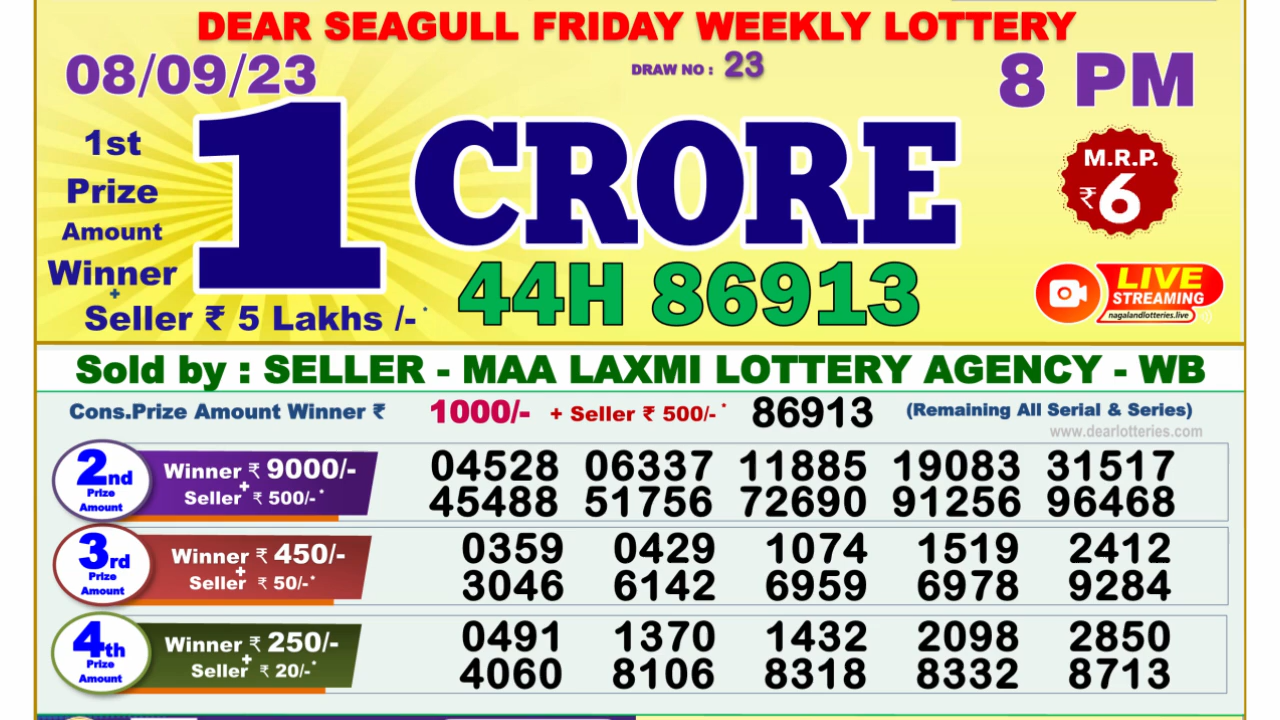 DEAR SEAGULL FRIDAY WEEKLY LOTTERY
08/09/23
DRAW NO : 23
8 PM
1st
Prize
Amount
Winner
+
Seller ₹ 5 Lakhs /-*
1 CRORE
44H 86913
M.R.P.
₹6
LIVE
STREAMING
nagalandlotteries.live
Sold by : SELLER - MAA LAXMI LOTTERY AGENCY - WB
Cons.Prize Amount Winner ₹ 1000/- + Seller ₹ 500/-* 86913 (Remaining All Serial & Series)
www.dearlotteries.com
2nd
Prize
Amount
Winner ₹ 9000/-
+
Seller ₹ 500/-*
04528 06337 11885 19083 31517
45488 51756 72690 91256 96468
3rd
Prize
Amount
Winner ₹ 450/-
+
Seller ₹ 50/-*
0359 0429 1074 1519 2412
3046 6142 6959 6978 9284
4th
Prize
Amount
Winner ₹ 250/-
+
Seller ₹ 20/-*
0491 1370 1432 2098 2850
4060 8106 8318 8332 8713